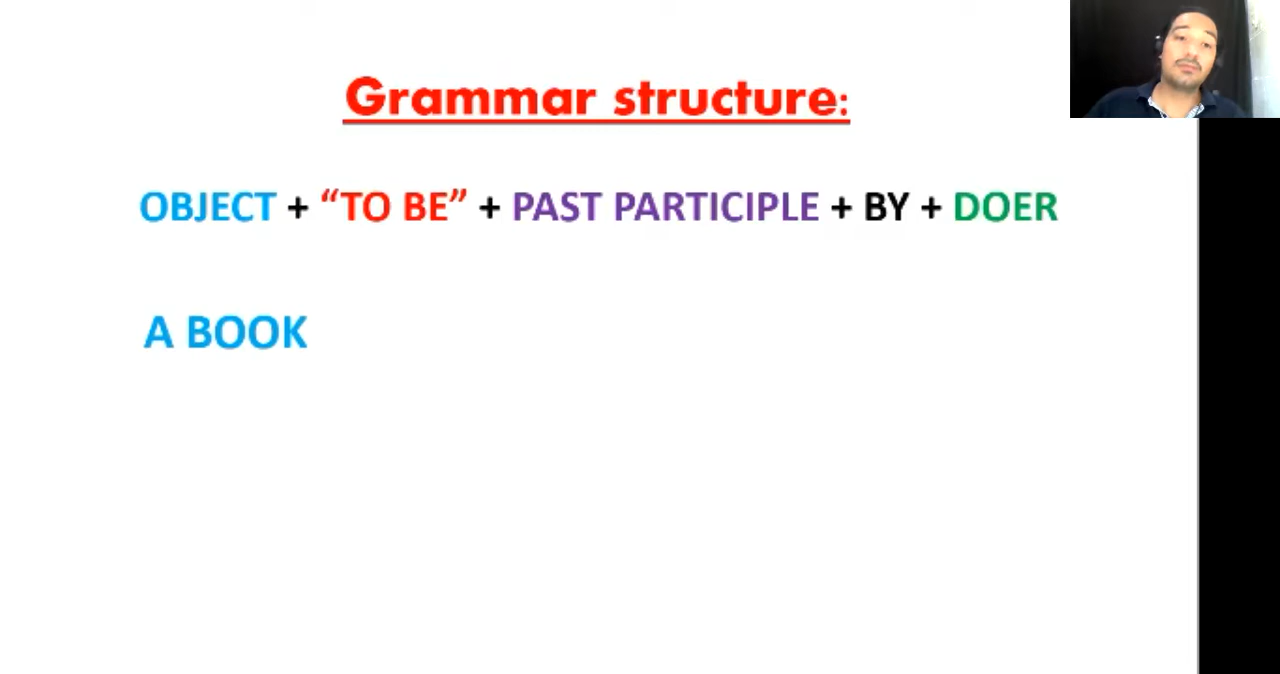 Grammar structure:
OBJECT + “TO BE” + PAST PARTICIPLE + BY + DOER
A BOOK